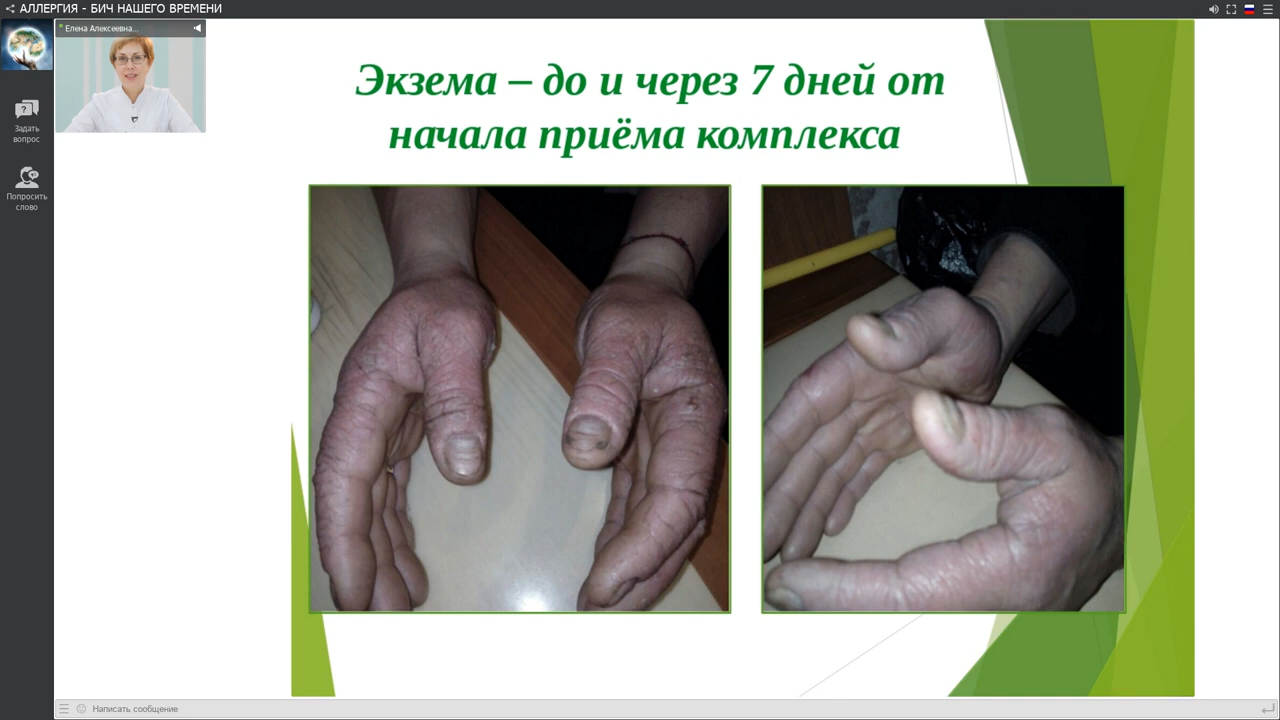 АЛЛЕРГИЯ - БИЧ НАШЕГО ВРЕМЕНИ
Елена Алексеевна...
Задать
вопрос
Попросить
слово
Экзема – до и через 7 дней от
начала приёма комплекса
Написать сообщение